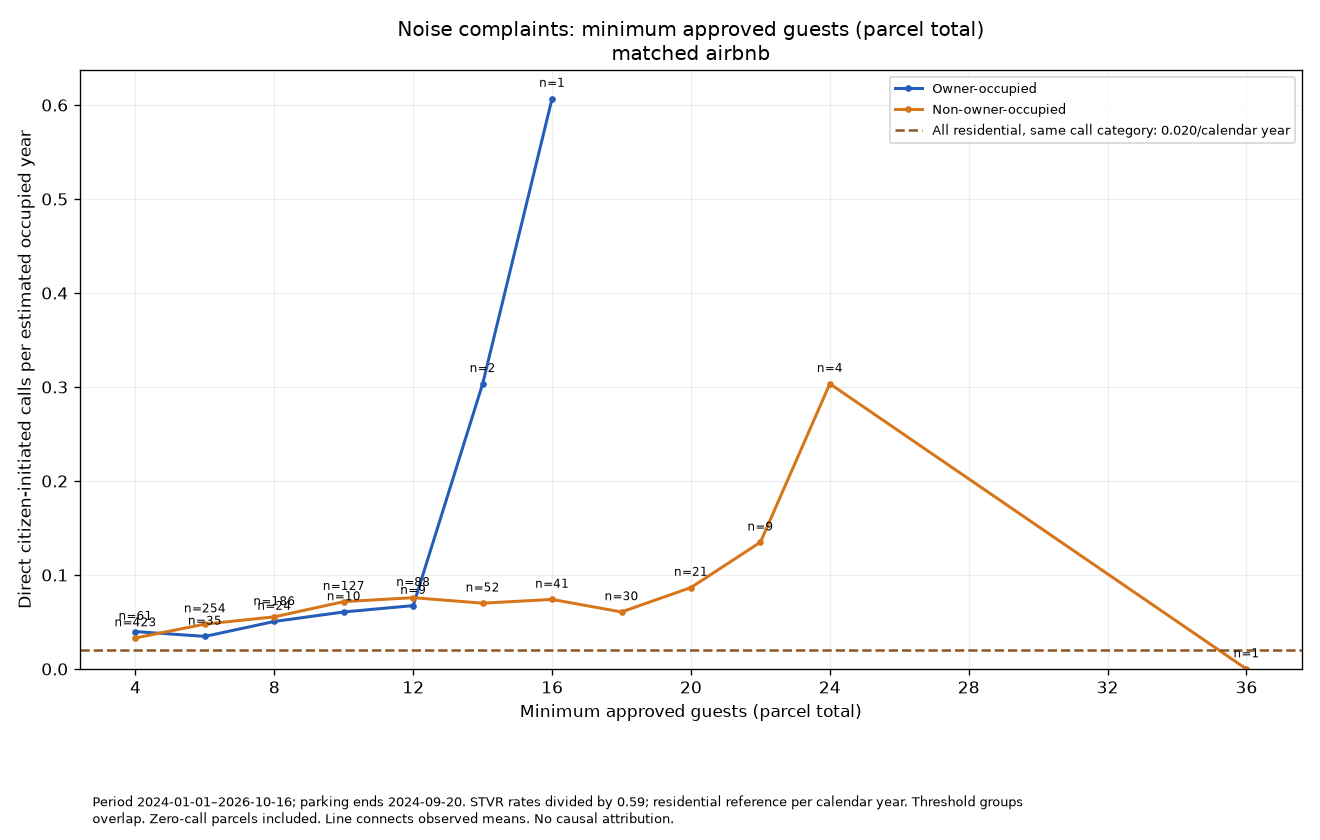 Noise complaints: minimum approved guests (parcel total)
matched airbnb
Direct citizen-initiated calls per estimated occupied year
0.6
0.5
0.4
0.3
0.2
0.1
0.0
Owner-occupied
Non-owner-occupied
All residential, same call category: 0.020/calendar year
n=1
n=2
n=4
n=9
n=21
n=88
n=9
n=127
n=10
n=52
n=41
n=30
n=186
n=24
n=254
n=35
n=61
n=423
n=1
4
8
12
16
20
24
28
32
36
Minimum approved guests (parcel total)
Period 2024-01-01–2026-10-16; parking ends 2024-09-20. STVR rates divided by 0.59; residential reference per calendar year. Threshold groups
overlap. Zero-call parcels included. Line connects observed means. No causal attribution.